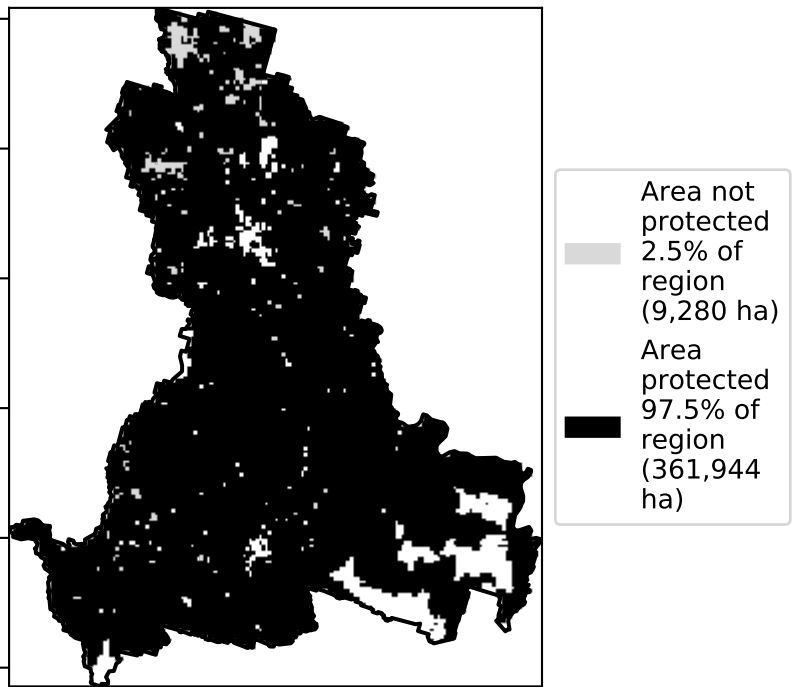 Area not
protected
2.5% of
region
(9,280 ha)
Area
protected
97.5% of
region
(361,944
ha)